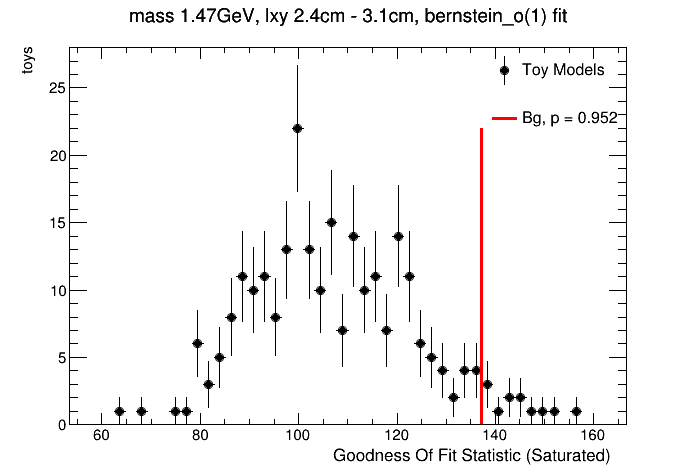 mass 1.47GeV, lxy 2.4cm - 3.1cm, bernstein_o(1) fit
toys
Toy Models
Bg, p = 0.952
25
20
15
10
5
0
60 80 100 120 140 160
Goodness Of Fit Statistic (Saturated)